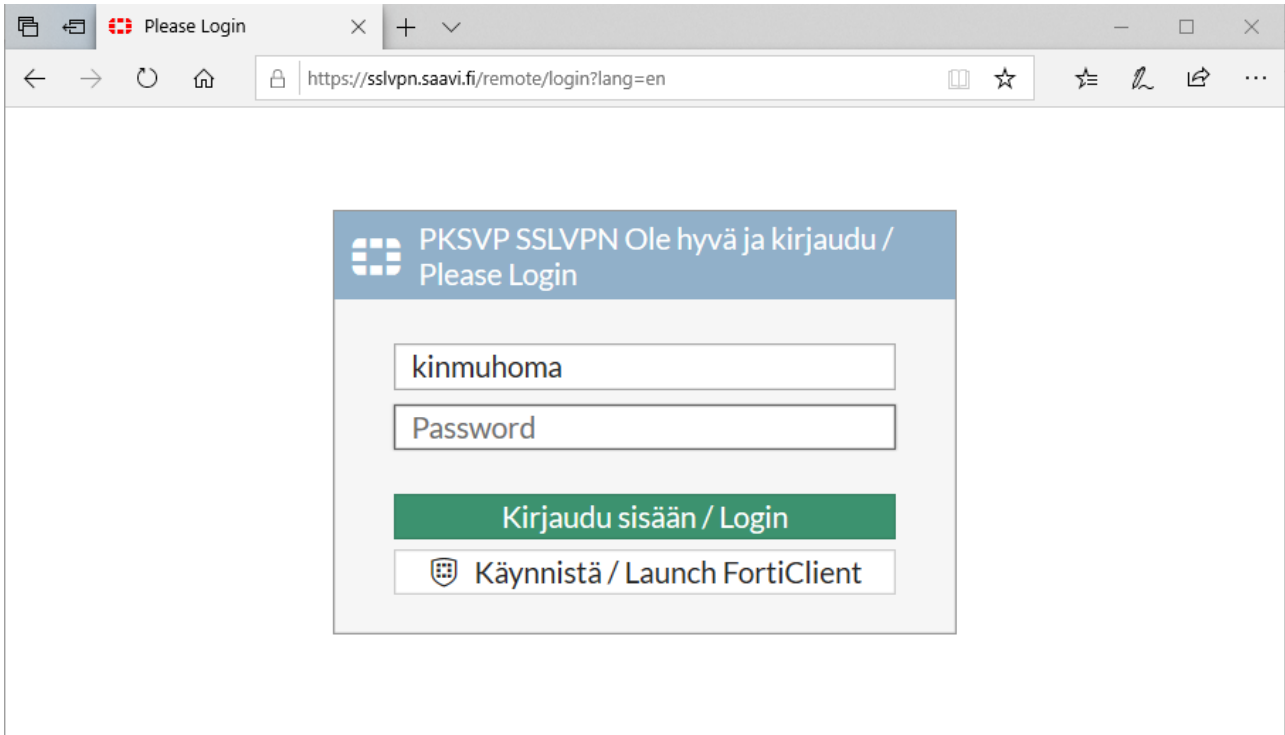 Please Login
https://sslvpn.saavi.fi/remote/login?lang=en
PKSVP SSLVPN Ole hyvä ja kirjaudu /
Please Login
kinmuhoma
Password
Kirjaudu sisään / Login
Käynnistä / Launch FortiClient